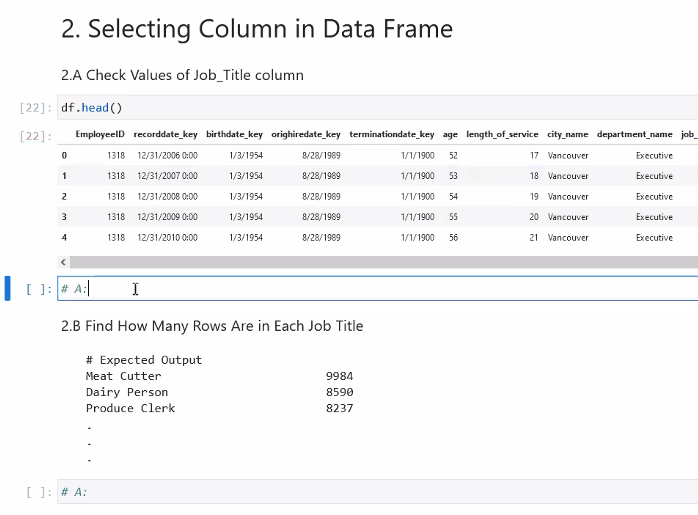 2. Selecting Column in Data Frame
2.A Check Values of Job_Title column
[22]: df.head()
[22]: EmployeeID recorddate_key birthdate_key orighiredate_key terminationdate_key age length_of_service city_name department_name job_
0 1318 12/31/2006 0:00 1/3/1954 8/28/1989 1/1/1900 52 17 Vancouver Executive
1 1318 12/31/2007 0:00 1/3/1954 8/28/1989 1/1/1900 53 18 Vancouver Executive
2 1318 12/31/2008 0:00 1/3/1954 8/28/1989 1/1/1900 54 19 Vancouver Executive
3 1318 12/31/2009 0:00 1/3/1954 8/28/1989 1/1/1900 55 20 Vancouver Executive
4 1318 12/31/2010 0:00 1/3/1954 8/28/1989 1/1/1900 56 21 Vancouver Executive
[ ]: # A:
2.B Find How Many Rows Are in Each Job Title
# Expected Output
Meat Cutter 9984
Dairy Person 8590
Produce Clerk 8237
.
.
.
[ ]: # A: